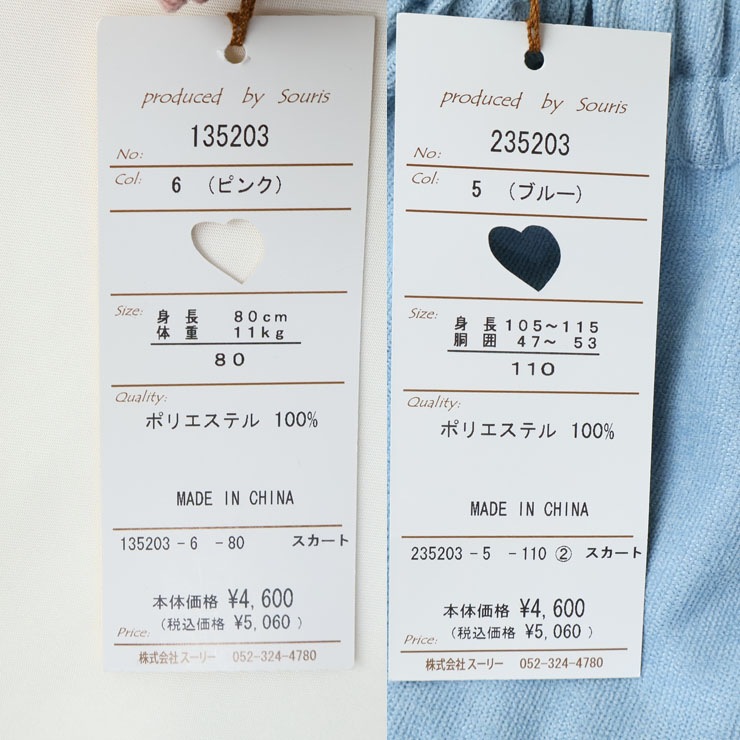 produced by Souris
No: 135203
Col: 6 (ピンク)
Size: 身長 80cm
体重 11kg
80
Quality:
ポリエステル 100%
MADE IN CHINA
135203-6 -80 スカート
本体価格 ¥4,600
Price: (税込価格 ¥5,060 )
株式会社スーリー 052-324-4780
produced by Souris
No: 235203
Col: 5 (ブルー)
Size: 身長 105～115
胴囲 47～ 53
110
Quality:
ポリエステル 100%
MADE IN CHINA
235203-5 -110 ② スカート
本体価格 ¥4,600
Price: (税込価格 ¥5,060 )
株式会社スーリー 052-324-4780